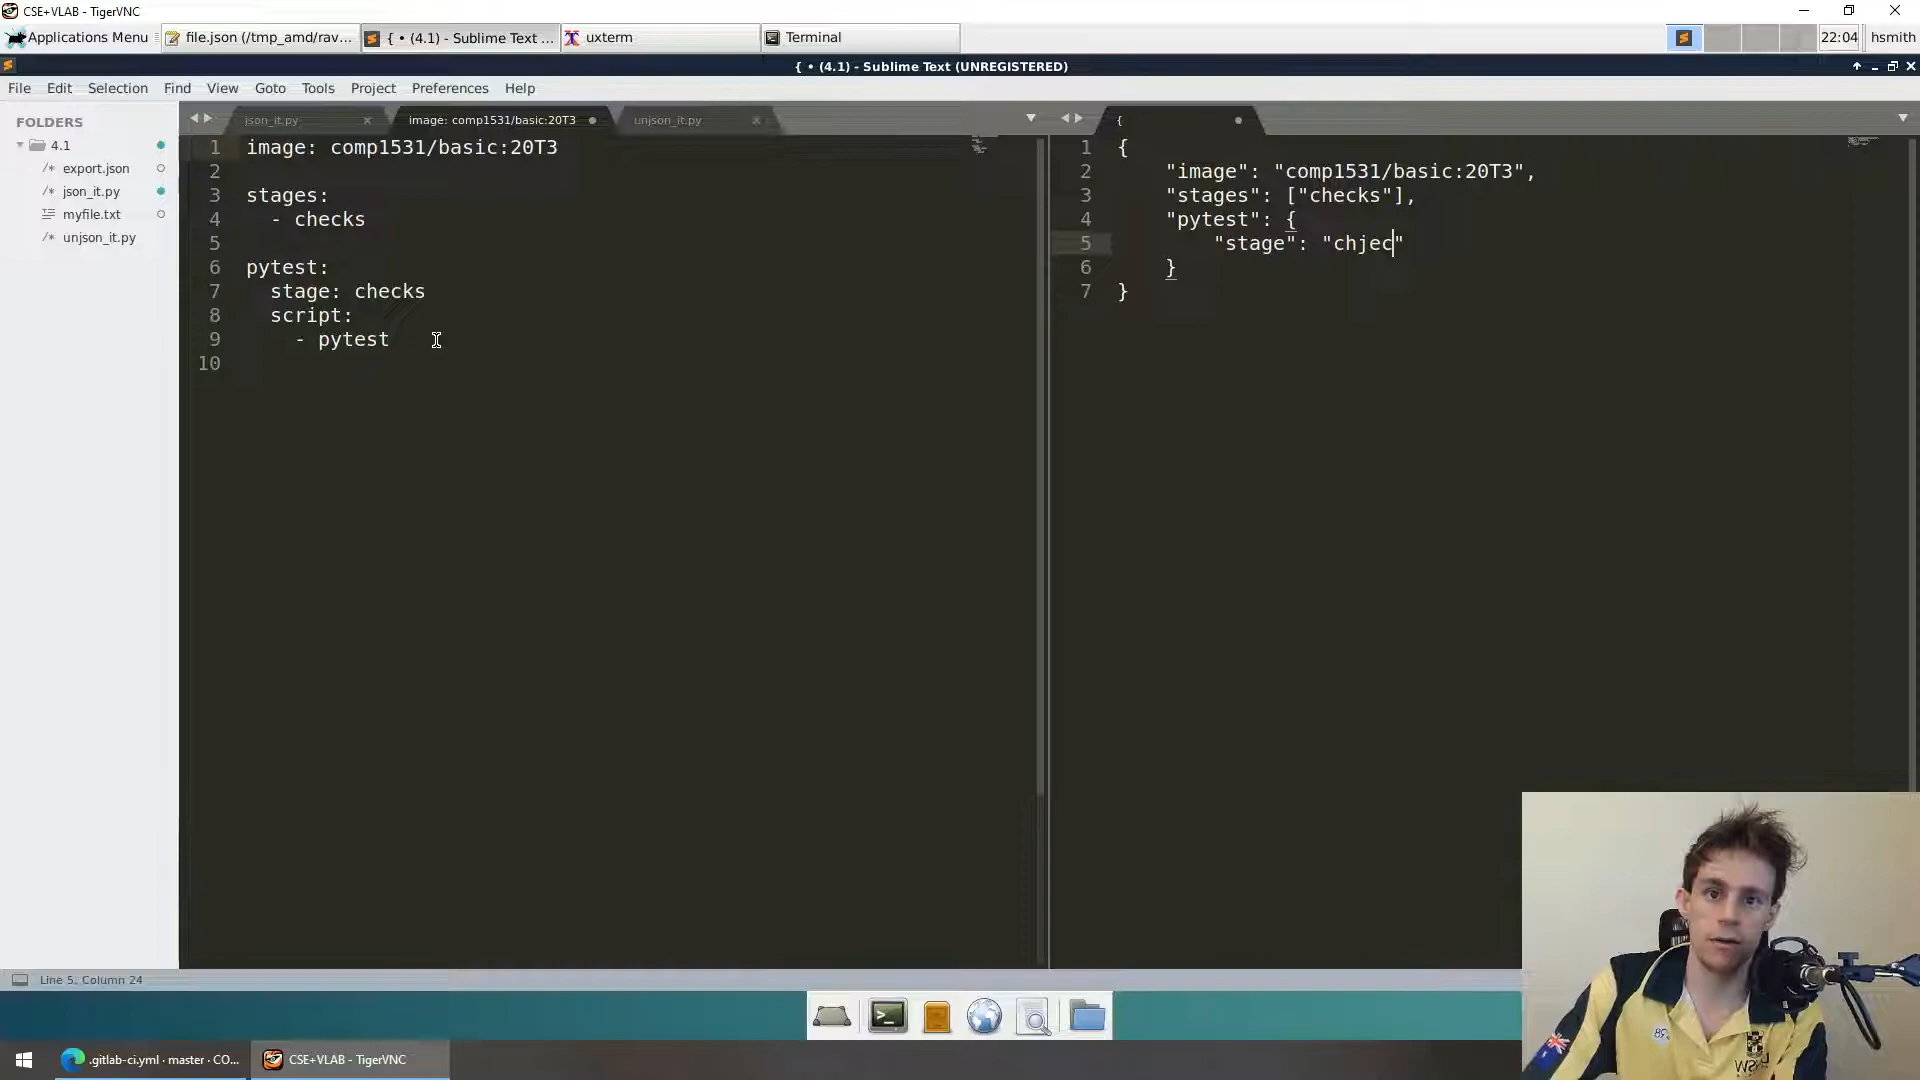 CSE+VLAB - TigerVNC
Applications Menu
file.json (/tmp_amd/rav...
{ • (4.1) - Sublime Text ...
uxterm
Terminal
22:04
hsmith
{ • (4.1) - Sublime Text (UNREGISTERED)
File Edit Selection Find View Goto Tools Project Preferences Help
FOLDERS
4.1
export.json
json_it.py
myfile.txt
unjson_it.py
json_it.py
image: comp1531/basic:20T3
unjson_it.py
1 image: comp1531/basic:20T3
2
3 stages:
4 - checks
5
6 pytest:
7 stage: checks
8 script:
9 - pytest
10
{
1 {
2 "image": "comp1531/basic:20T3",
3 "stages": ["checks"],
4 "pytest": {
5 "stage": "chjec"
6 }
7 }
Line 5, Column 24
.gitlab-ci.yml · master · CO...
CSE+VLAB - TigerVNC